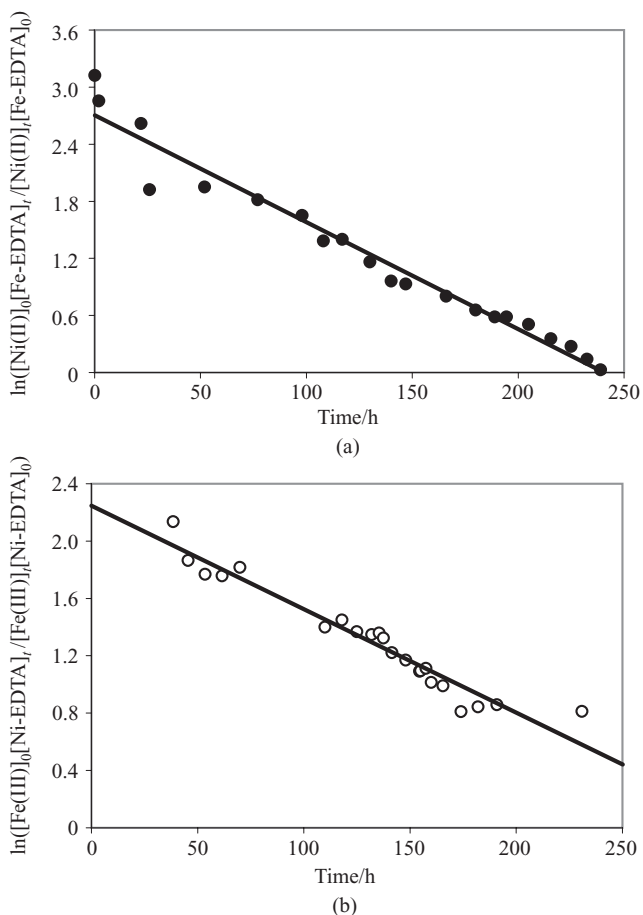 ln([Ni(II)]₀[Fe-EDTA]ₜ/[Ni(II)]ₜ[Fe-EDTA]₀)
3.6
3.0
2.4
1.8
1.2
0.6
0
0 50 100 150 200 250
Time/h
(a)
ln([Fe(III)]₀[Ni-EDTA]ₜ/[Fe(III)]ₜ[Ni-EDTA]₀)
2.4
2.0
1.6
1.2
0.8
0.4
0
0 50 100 150 200 250
Time/h
(b)